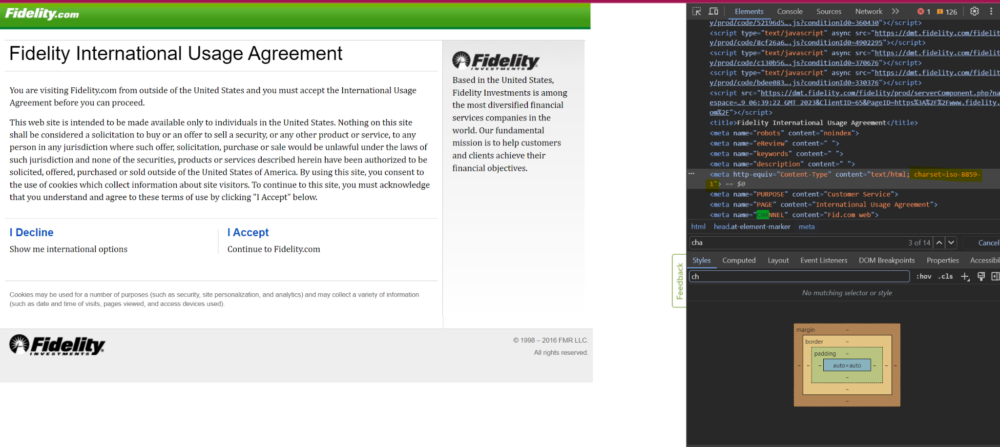 Fidelity.com
Fidelity International Usage Agreement
You are visiting Fidelity.com from outside of the United States and you must accept the International Usage
Agreement before you can proceed.
This web site is intended to be made available only to individuals in the United States. Nothing on this site
shall be considered a solicitation to buy or an offer to sell a security, or any other product or service, to any
person in any jurisdiction where such offer, solicitation, purchase or sale would be unlawful under the laws of
such jurisdiction and none of the securities, products or services described herein have been authorized to be
solicited, offered, purchased or sold outside of the United States of America. By using this site, you consent to
the use of cookies which collect information about site visitors. To continue to this site, you must acknowledge
that you understand and agree to these terms of use by clicking "I Accept" below.
I Decline
Show me international options
I Accept
Continue to Fidelity.com
Cookies may be used for a number of purposes (such as security, site personalization, and analytics) and may collect a variety of information
(such as date and time of visits, pages viewed, and access devices used).
Fidelity
INVESTMENTS
Based in the United States,
Fidelity Investments is among
the most diversified financial
services companies in the
world. Our fundamental
mission is to help customers
and clients achieve their
financial objectives.
Fidelity
INVESTMENTS
© 1998 – 2016 FMR LLC.
All rights reserved.
Feedback
Elements Console Sources Network 1 126
y/prod/code/52196d5….js?conditionId0=360430"></script>
<script type="text/javascript" async src="https://dmt.fidelity.com/fidelit
y/prod/code/8cf26a6….js?conditionId0=4902295"></script>
<script type="text/javascript" async src="https://dmt.fidelity.com/fidelit
y/prod/code/c130b56….js?conditionId0=370676"></script>
<script type="text/javascript" async src="https://dmt.fidelity.com/fidelit
y/prod/code/bdee083….js?conditionId0=330376"></script>
<script src="https://dmt.fidelity.com/fidelity/prod/serverComponent.php?na
espace=…9 06:39:22 GMT 2023&ClientID=65&PageID=https%3A%2F%2Fwww.fidelity.
om%2F"></script>
<title>Fidelity International Usage Agreement</title>
<meta name="robots" content="noindex">
<meta name="eReview" content=" ">
<meta name="keywords" content=" ">
<meta name="description" content=" ">
<meta http-equiv="Content-Type" content="text/html; charset=iso-8859-
1"> == $0
<meta name="PURPOSE" content="Customer Service">
<meta name="PAGE" content="International Usage Agreement">
<meta name="CHANNEL" content="Fid.com web">
html head.at-element-marker meta
cha 3 of 14 Cancel
Styles Computed Layout Event Listeners DOM Breakpoints Properties Accessibil
ch :hov .cls
No matching selector or style
margin –
border –
padding –
– – – auto×auto – – –
–
–
–